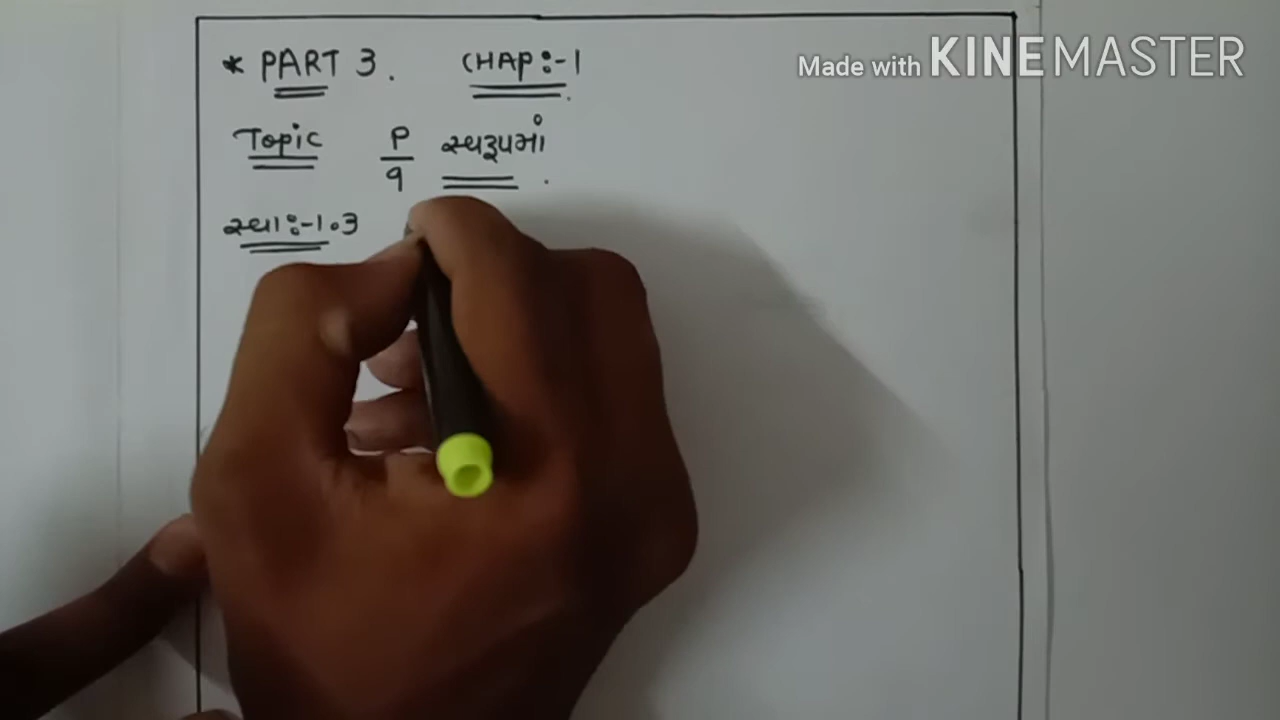 Made with KINEMASTER
* PART 3. CHAP :- 1
Topic P/q સ્વરૂપમાં.
સ્વા :- 1.3